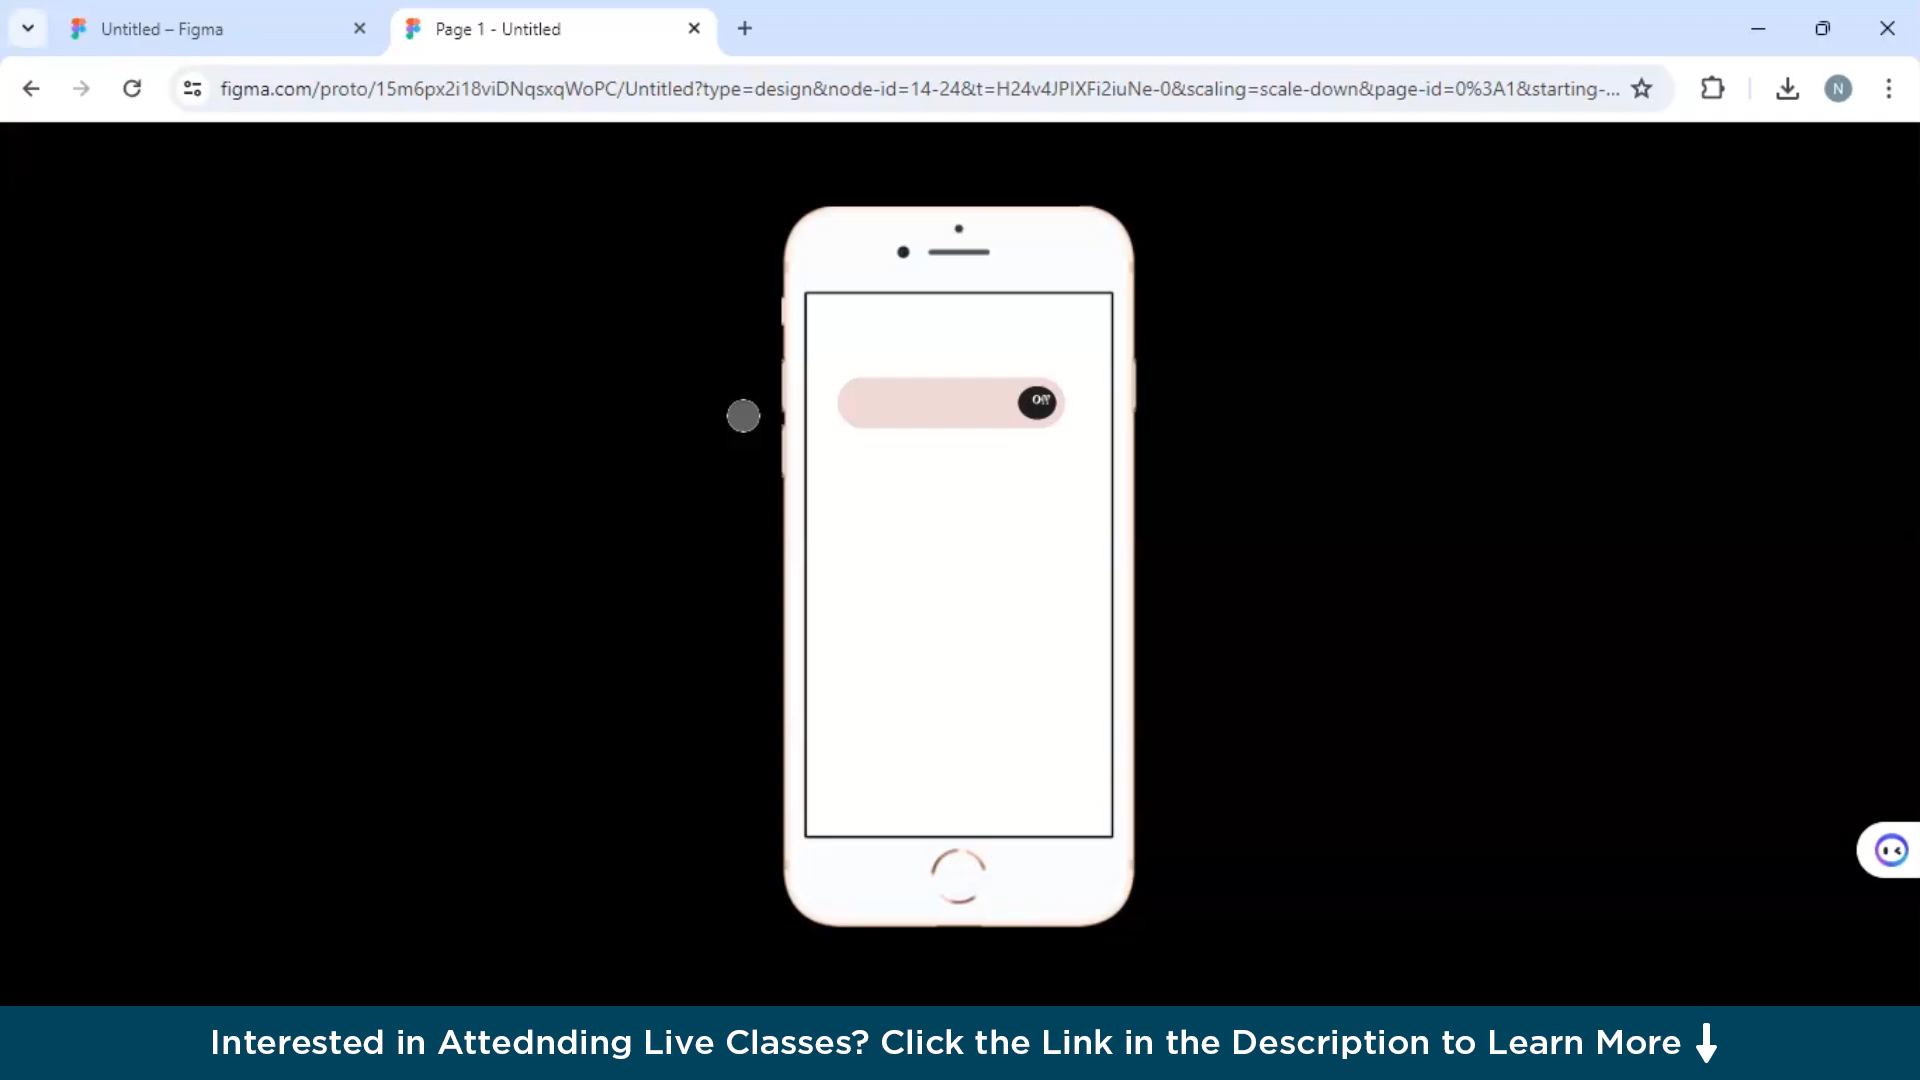 Untitled – Figma
Page 1 - Untitled
figma.com/proto/15m6px2i18viDNqsxqWoPC/Untitled?type=design&node-id=14-24&t=H24v4JPIXFi2iuNe-0&scaling=scale-down&page-id=0%3A1&starting-...
N
Off
Interested in Attednding Live Classes? Click the Link in the Description to Learn More